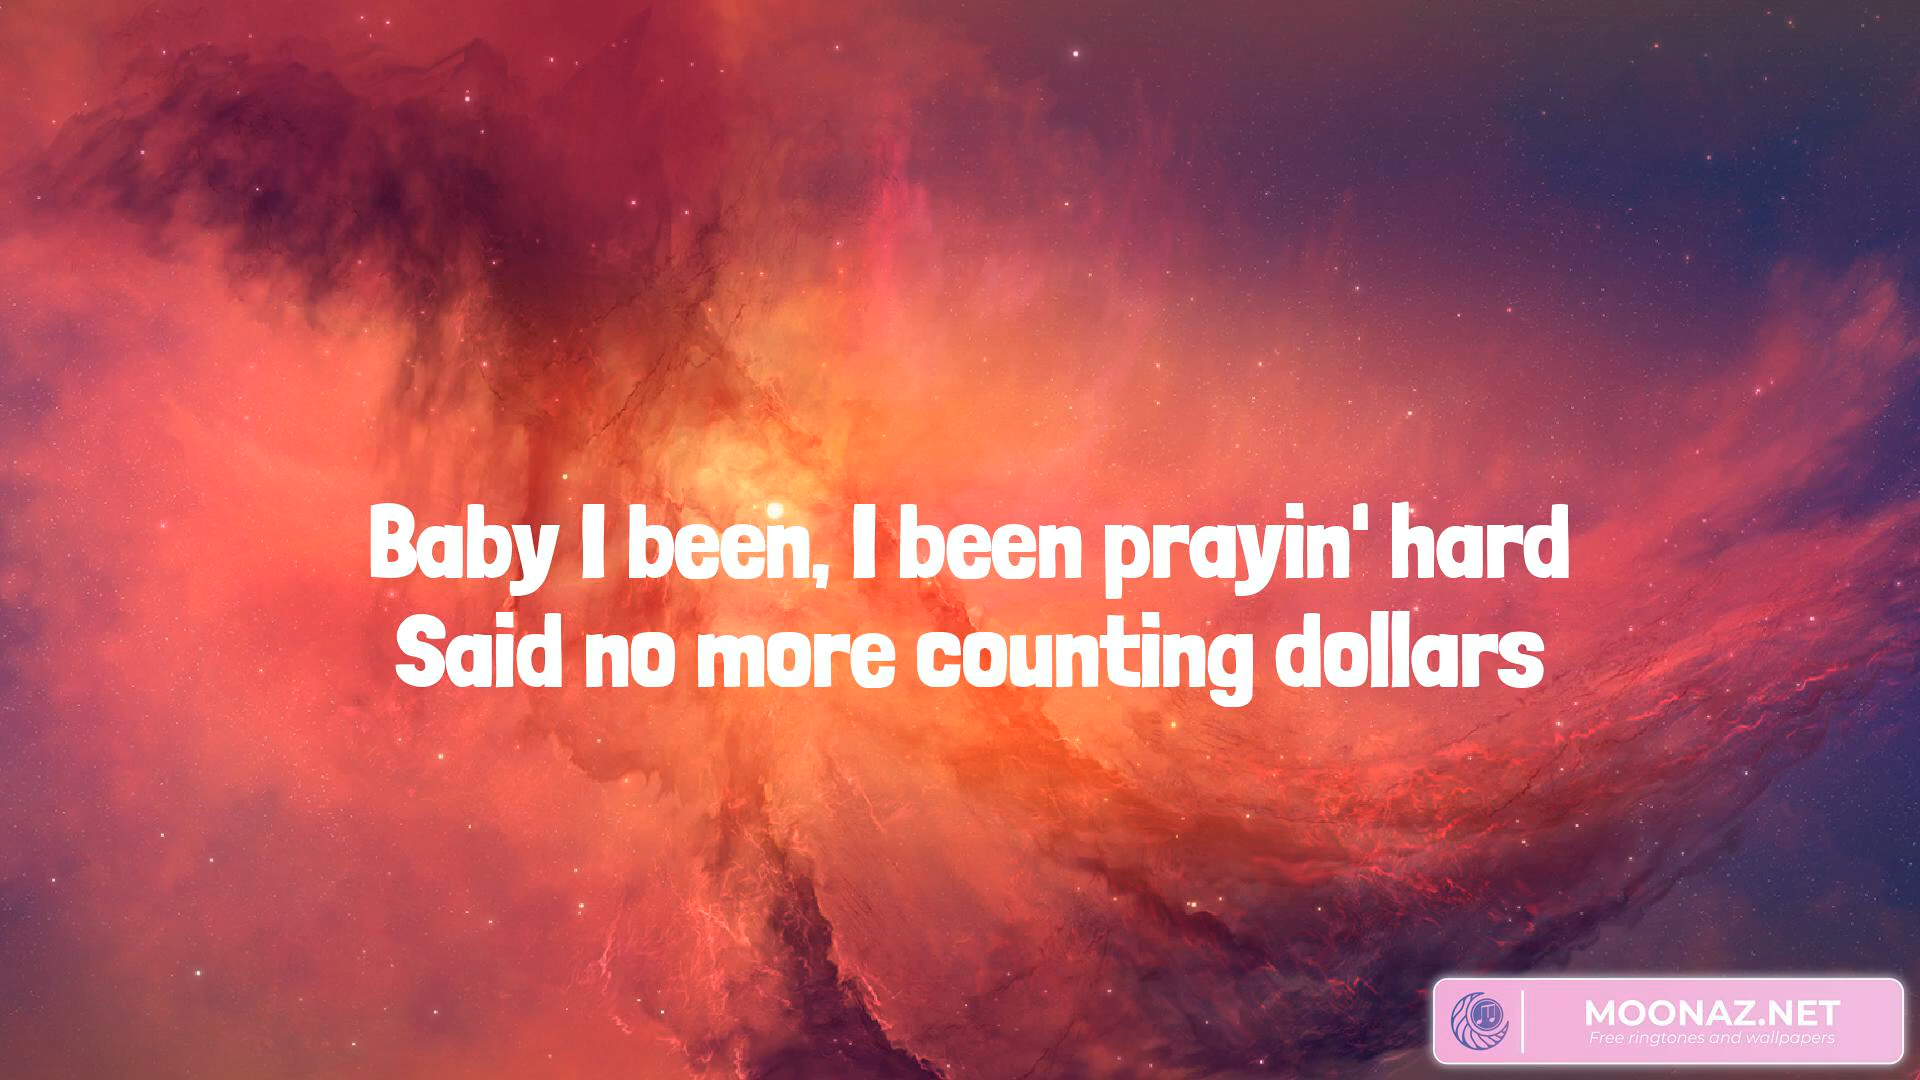 Baby I been, I been prayin' hard
Said no more counting dollars
MOONAZ.NET
Free ringtones and wallpapers